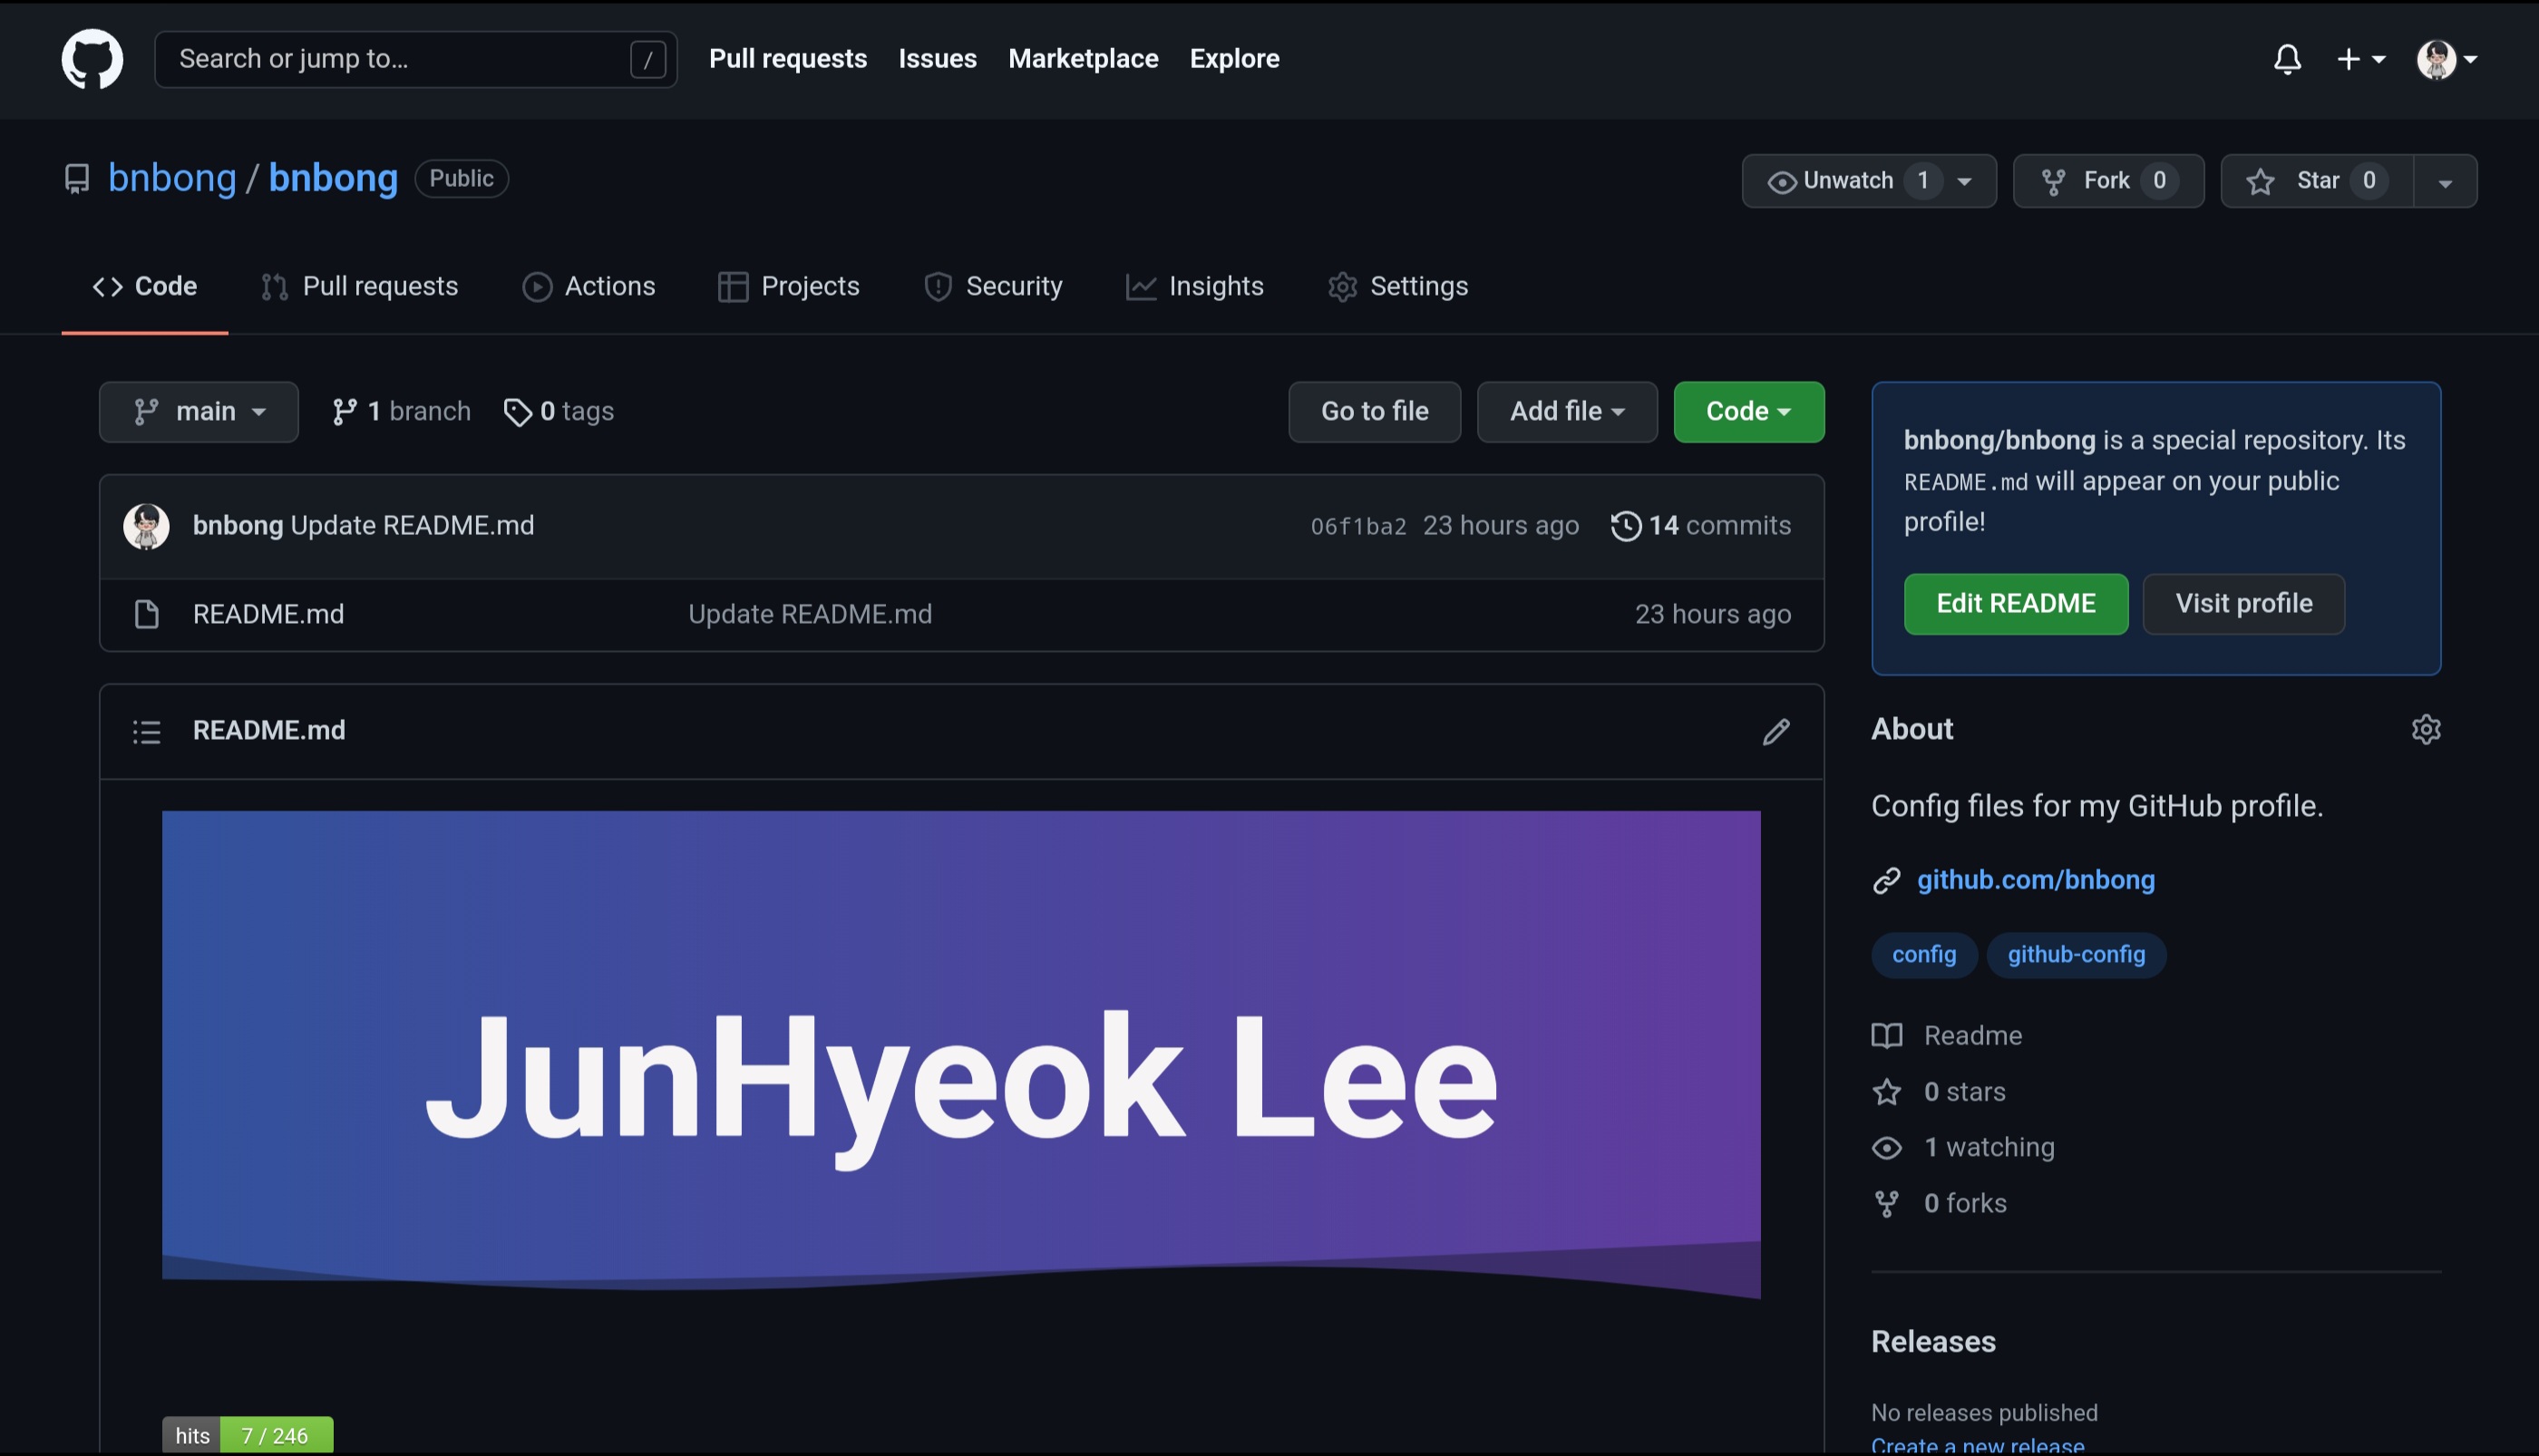 Search or jump to... /
Pull requests Issues Marketplace Explore
bnbong / bnbong Public
Unwatch 1 Fork 0 Star 0
Code Pull requests Actions Projects Security Insights Settings
main 1 branch 0 tags
Go to file Add file Code
bnbong Update README.md 06f1ba2 23 hours ago 14 commits
README.md Update README.md 23 hours ago
README.md
JunHyeok Lee
hits 7 / 246
bnbong/bnbong is a special repository. Its
README.md will appear on your public
profile!
Edit README Visit profile
About
Config files for my GitHub profile.
github.com/bnbong
config github-config
Readme
0 stars
1 watching
0 forks
Releases
No releases published
Create a new release